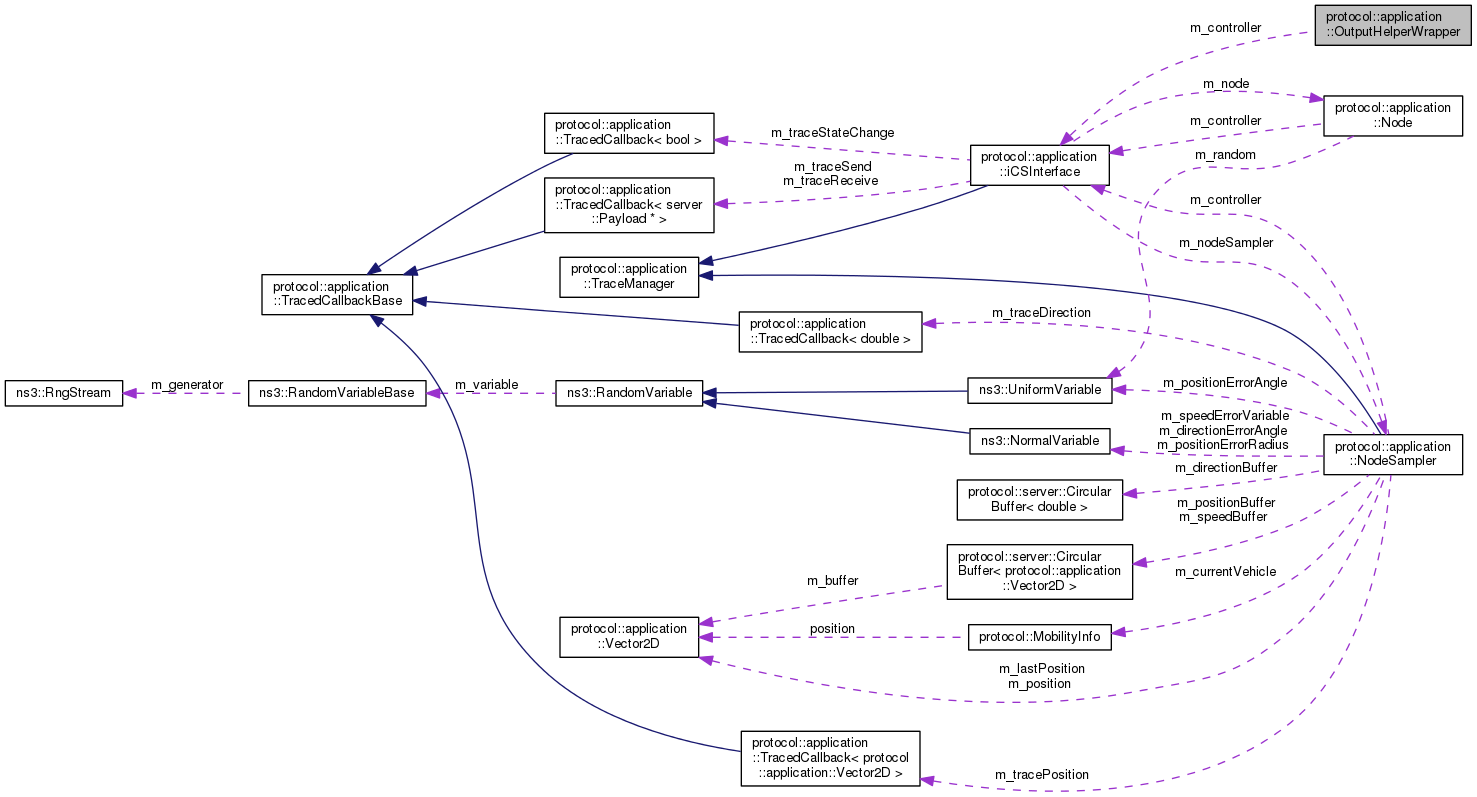 protocol::application
::OutputHelperWrapper
m_controller
m_node
protocol::application
::Node
protocol::application
::TracedCallback< bool >
m_traceStateChange
m_controller
protocol::application
::iCSInterface
m_random
m_traceSend
m_traceReceive
protocol::application
::TracedCallback< server
::Payload * >
m_controller
m_nodeSampler
protocol::application
::TraceManager
protocol::application
::TracedCallbackBase
protocol::application
::TracedCallback< double >
m_traceDirection
ns3::RngStream
m_generator
ns3::RandomVariableBase
m_variable
ns3::RandomVariable
ns3::UniformVariable
m_positionErrorAngle
ns3::NormalVariable
m_speedErrorVariable
m_directionErrorAngle
m_positionErrorRadius
protocol::application
::NodeSampler
protocol::server::Circular
Buffer< double >
m_directionBuffer
m_positionBuffer
m_speedBuffer
protocol::server::Circular
Buffer< protocol::application
::Vector2D >
m_buffer
m_currentVehicle
protocol::application
::Vector2D
position
protocol::MobilityInfo
m_lastPosition
m_position
protocol::application
::TracedCallback< protocol
::application::Vector2D >
m_tracePosition